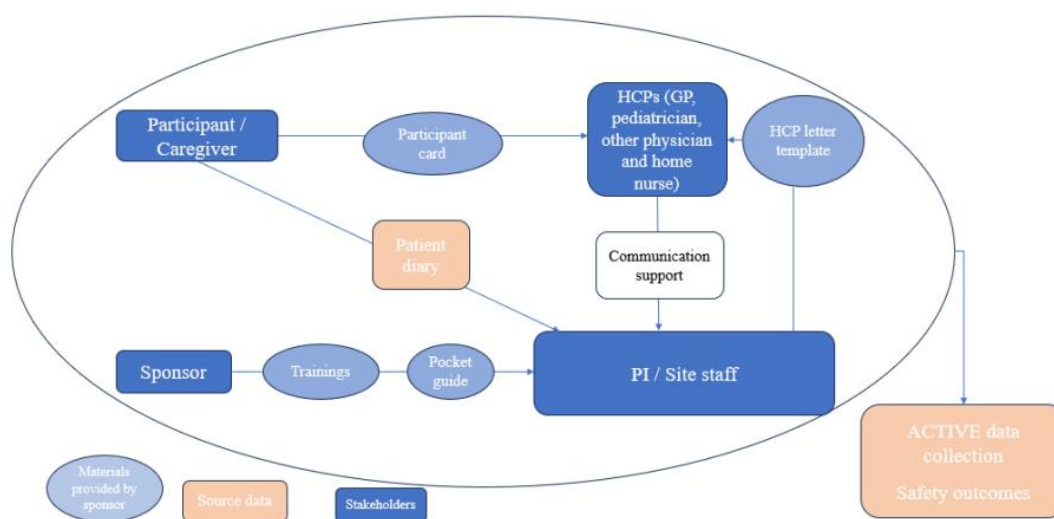 Participant /
Caregiver
Participant
card
HCPs (GP,
pediatrician,
other physician
and home
nurse)
HCP letter
template
Patient
diary
Communication
support
Sponsor
Trainings
Pocket
guide
PI / Site staff
ACTIVE data
collection
Safety outcomes
Materials
provided by
sponsor
Source data
Stakeholders